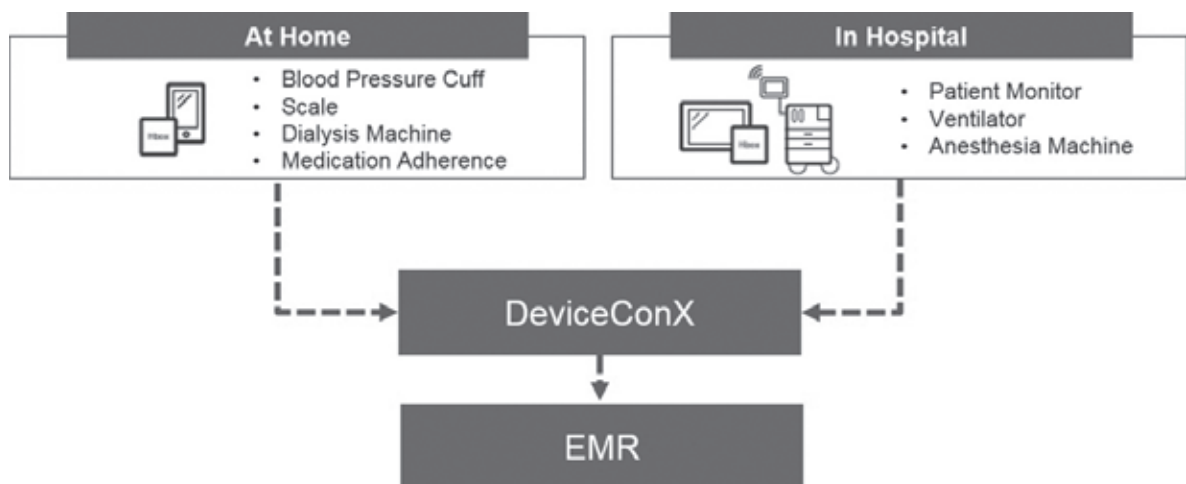 At Home
• Blood Pressure Cuff
• Scale
• Dialysis Machine
• Medication Adherence
In Hospital
• Patient Monitor
• Ventilator
• Anesthesia Machine
DeviceConX
EMR